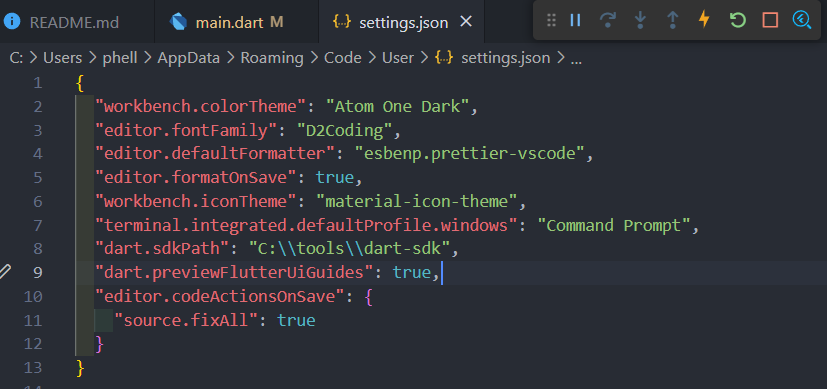 README.md main.dart M settings.json
C: > Users > phell > AppData > Roaming > Code > User > settings.json > ...
1 {
2 "workbench.colorTheme": "Atom One Dark",
3 "editor.fontFamily": "D2Coding",
4 "editor.defaultFormatter": "esbenp.prettier-vscode",
5 "editor.formatOnSave": true,
6 "workbench.iconTheme": "material-icon-theme",
7 "terminal.integrated.defaultProfile.windows": "Command Prompt",
8 "dart.sdkPath": "C:\\tools\\dart-sdk",
9 "dart.previewFlutterUiGuides": true,
10 "editor.codeActionsOnSave": {
11 "source.fixAll": true
12 }
13 }